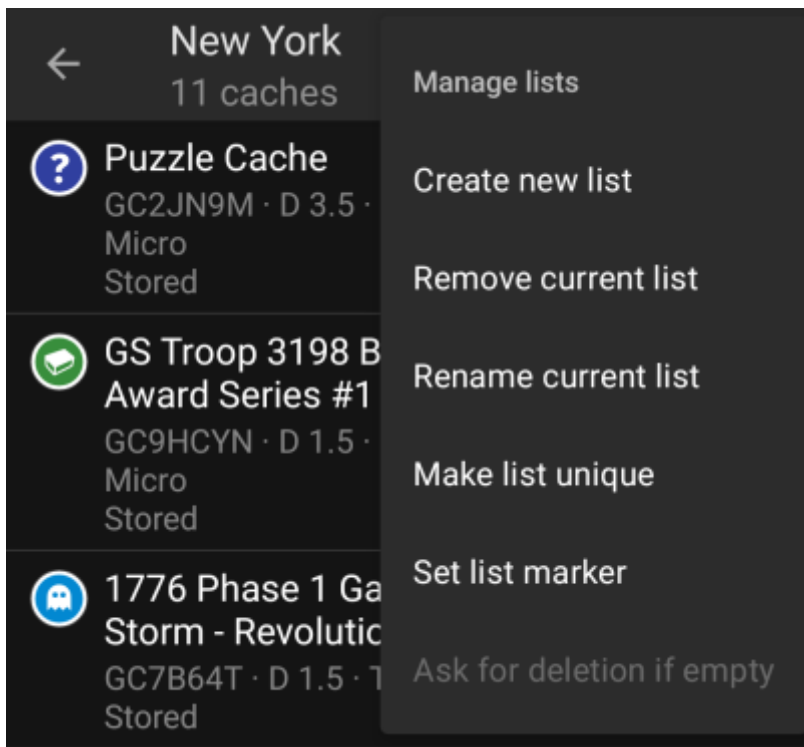 New York
11 caches
Puzzle Cache
GC2JN9M · D 3.5 ·
Micro
Stored
GS Troop 3198 B
Award Series #1
GC9HCYN · D 1.5 ·
Micro
Stored
1776 Phase 1 Ga
Storm - Revolutio
GC7B64T · D 1.5 · T
Stored
Manage lists
Create new list
Remove current list
Rename current list
Make list unique
Set list marker
Ask for deletion if empty